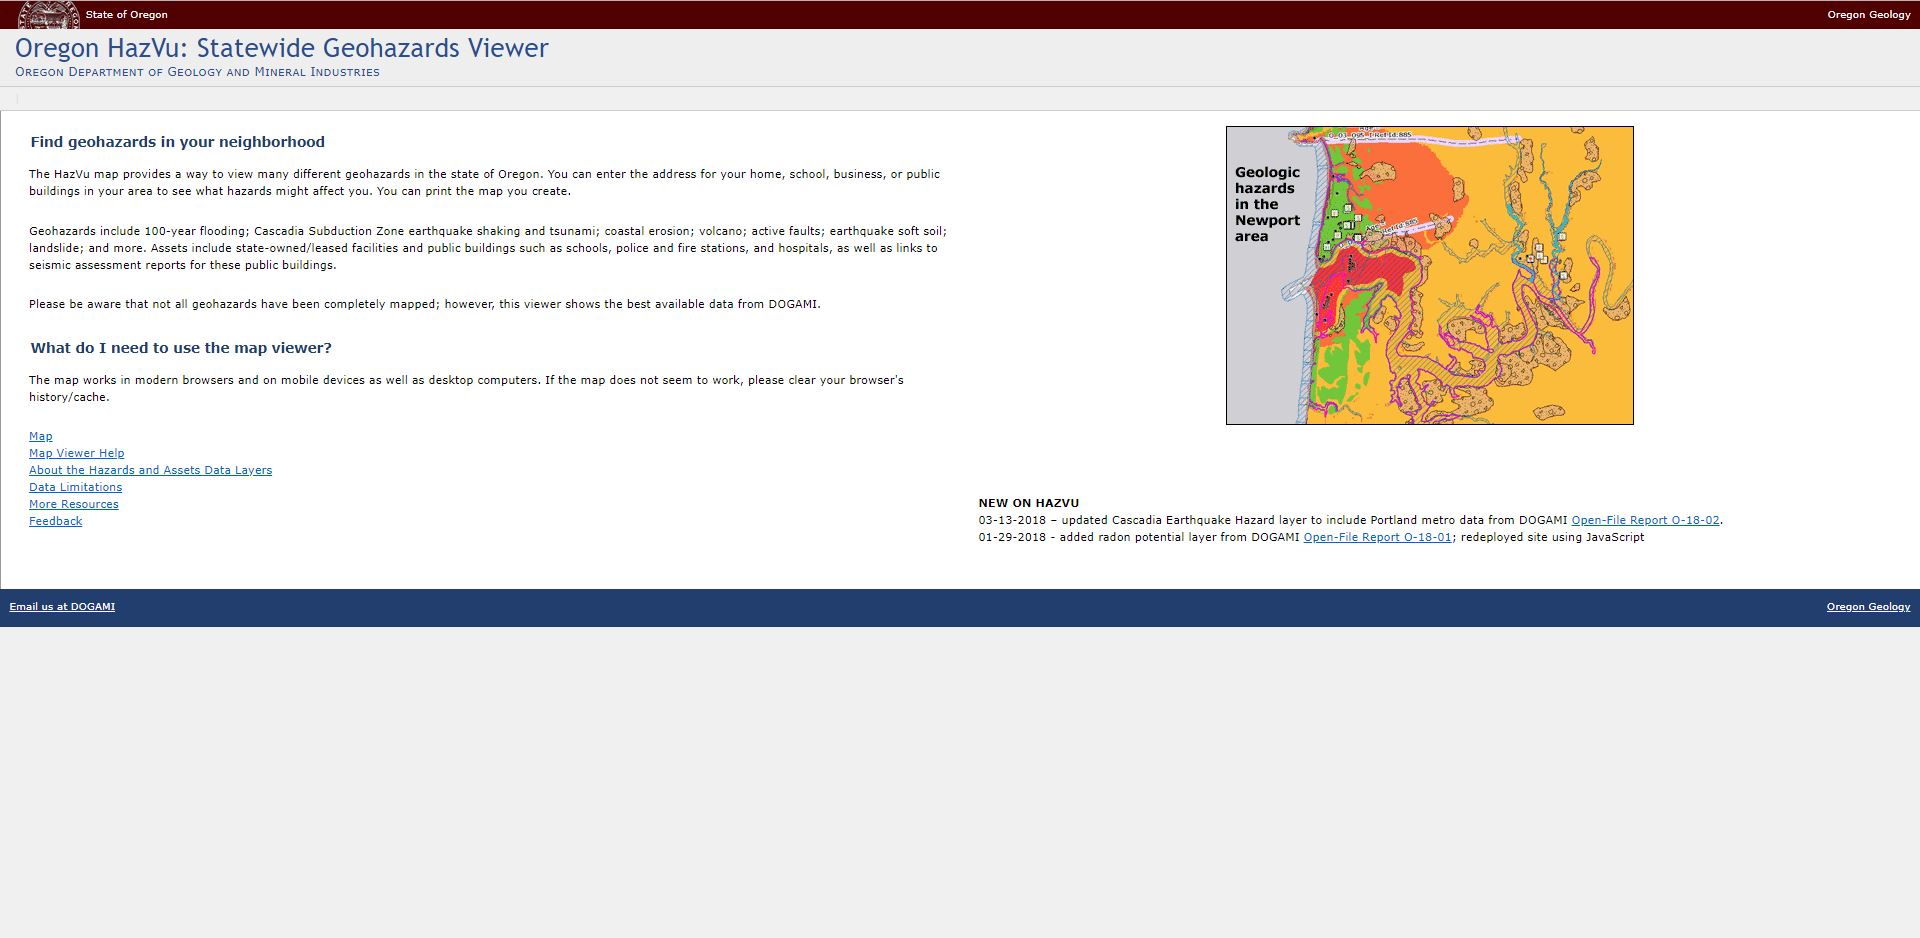 State of Oregon
Oregon Geology
Oregon HazVu: Statewide Geohazards Viewer
Oregon Department of Geology and Mineral Industries
Find geohazards in your neighborhood
The HazVu map provides a way to view many different geohazards in the state of Oregon. You can enter the address for your home, school, business, or public
buildings in your area to see what hazards might affect you. You can print the map you create.
Geohazards include 100-year flooding; Cascadia Subduction Zone earthquake shaking and tsunami; coastal erosion; volcano; active faults; earthquake soft soil;
landslide; and more. Assets include state-owned/leased facilities and public buildings such as schools, police and fire stations, and hospitals, as well as links to
seismic assessment reports for these public buildings.
Please be aware that not all geohazards have been completely mapped; however, this viewer shows the best available data from DOGAMI.
What do I need to use the map viewer?
The map works in modern browsers and on mobile devices as well as desktop computers. If the map does not seem to work, please clear your browser's
history/cache.
Map
Map Viewer Help
About the Hazards and Assets Data Layers
Data Limitations
More Resources
Feedback
Geologic
hazards
in the
Newport
area
NEW ON HAZVU
03-13-2018 – updated Cascadia Earthquake Hazard layer to include Portland metro data from DOGAMI Open-File Report O-18-02.
01-29-2018 - added radon potential layer from DOGAMI Open-File Report O-18-01; redeployed site using JavaScript
Email us at DOGAMI
Oregon Geology